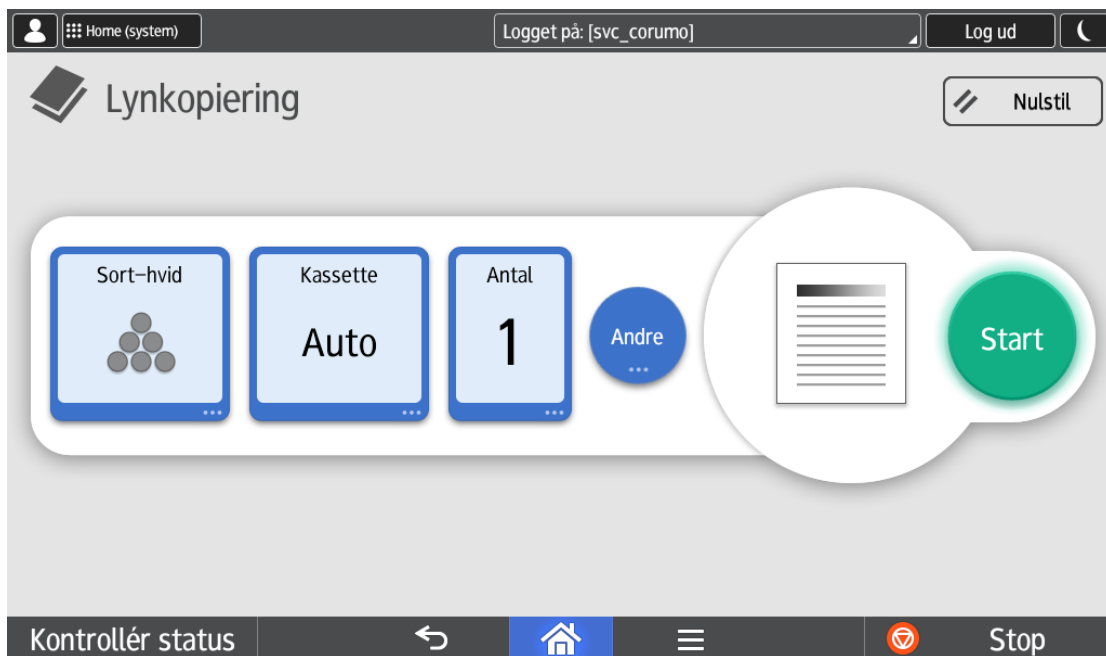 Home (system)
Logget på: [svc_corumo]
Log ud
Lynkopiering
Nulstil
Sort-hvid
Kassette
Auto
Antal
1
Andre
Start
Kontrollér status
Stop